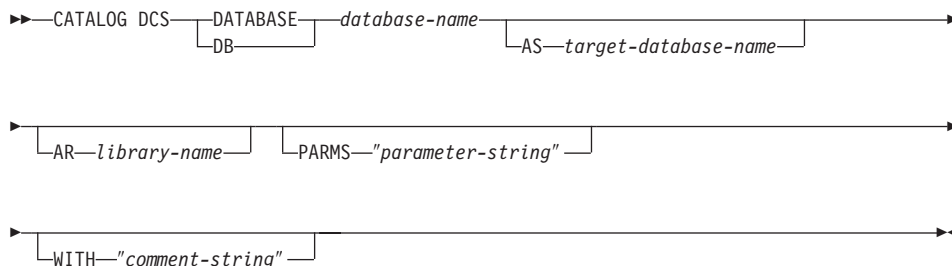 CATALOG DCS DATABASE database-name
DB AS target-database-name
AR library-name PARMS "parameter-string"
WITH "comment-string"